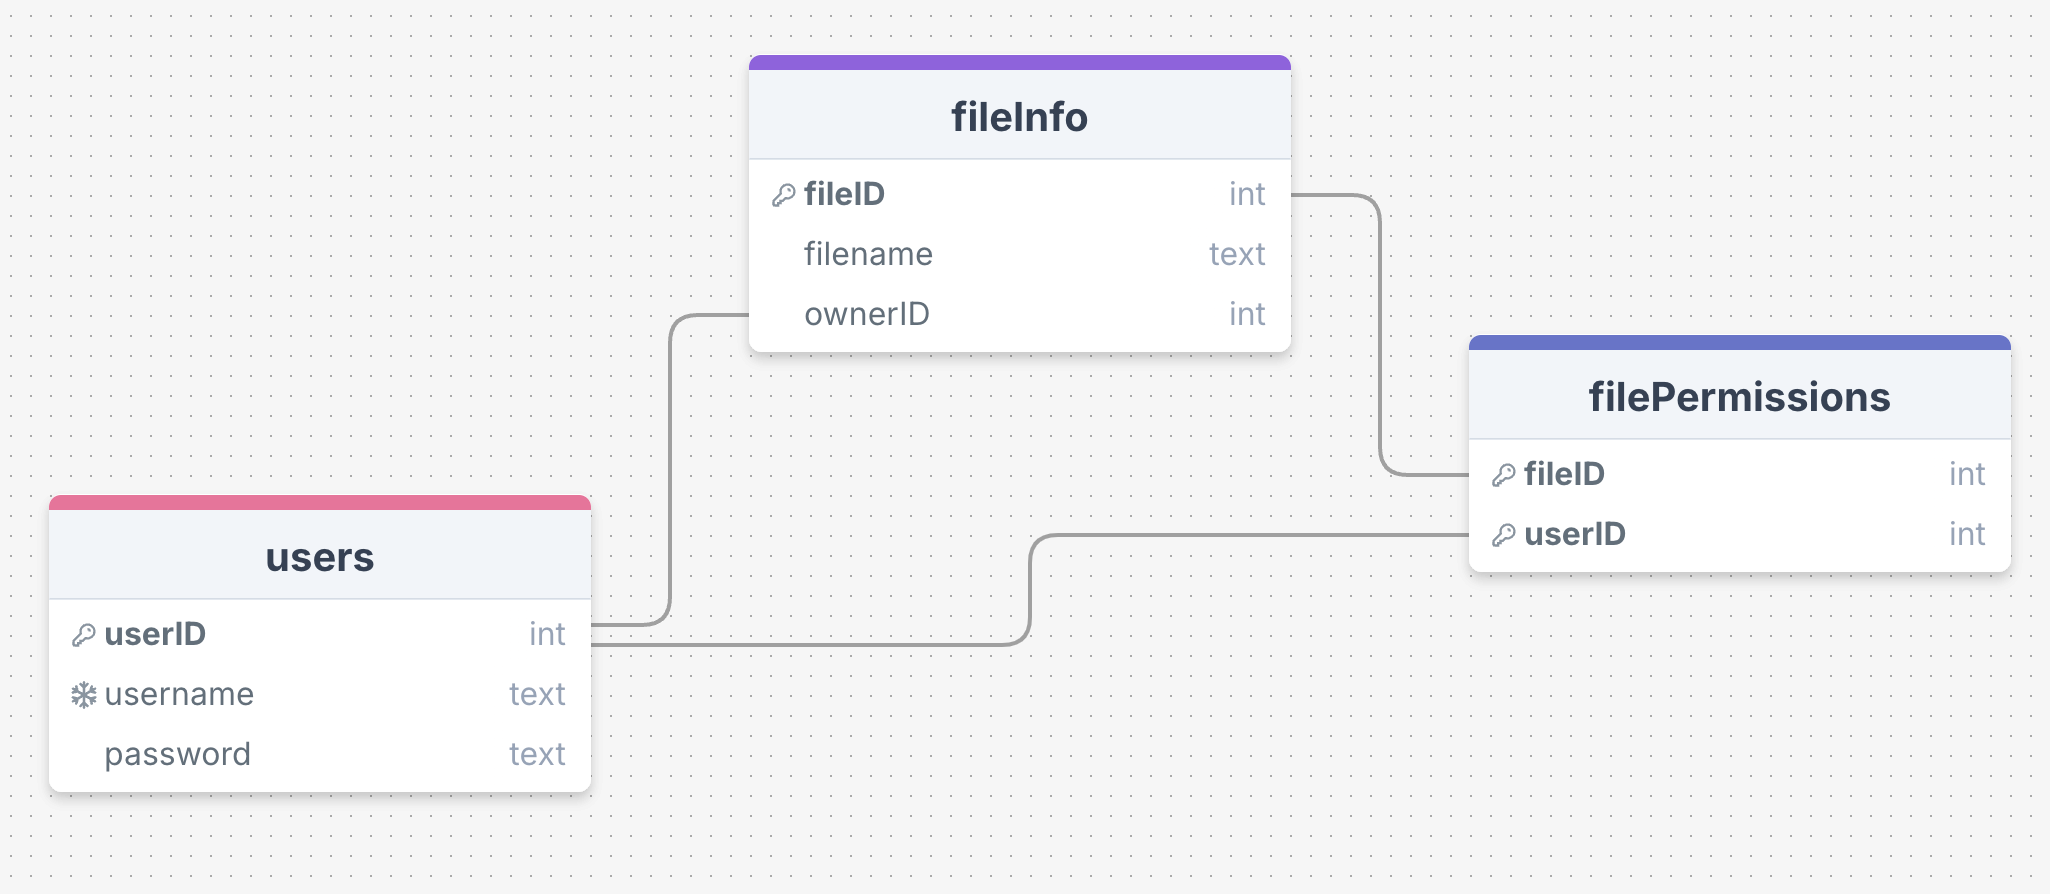 fileInfo
fileID int
filename text
ownerID int
filePermissions
fileID int
userID int
users
userID int
username text
password text